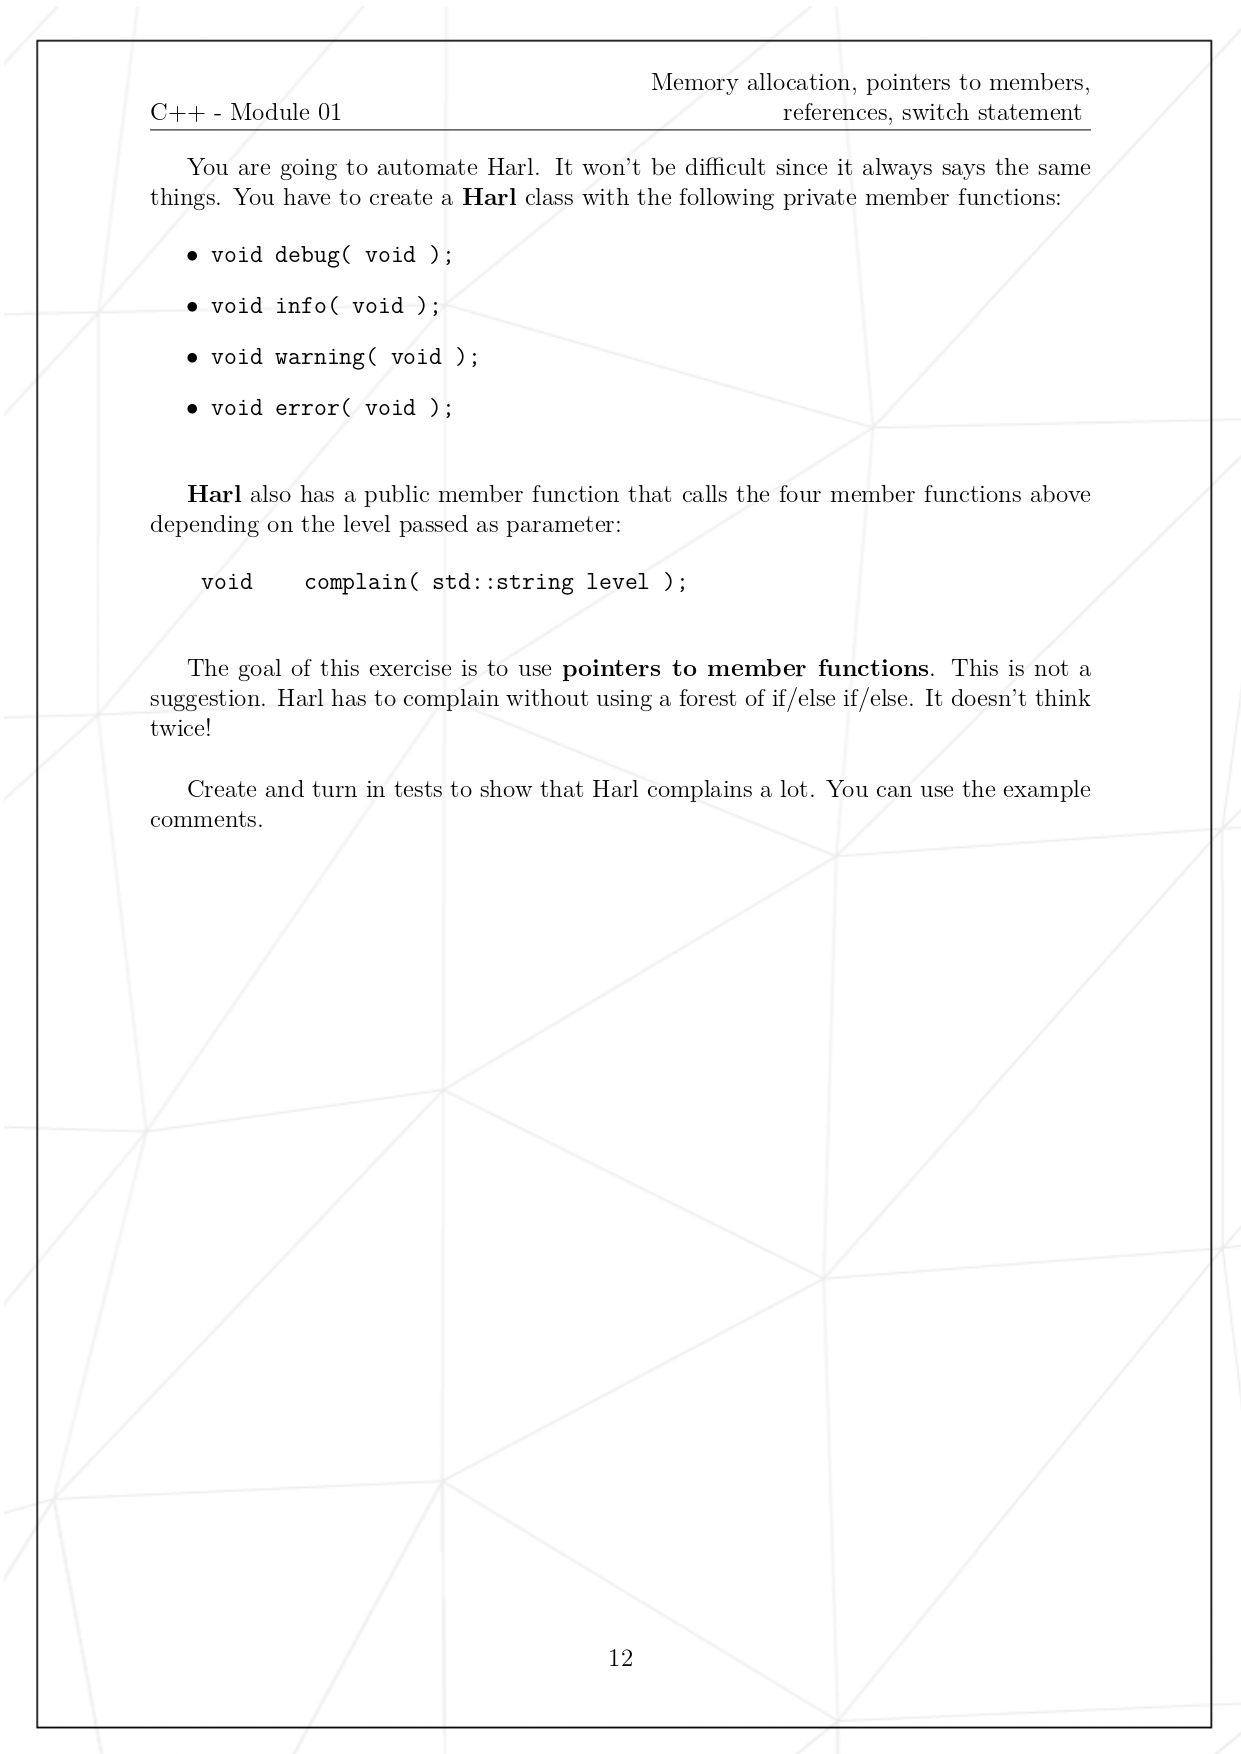 Memory allocation, pointers to members,
C++ - Module 01 references, switch statement
You are going to automate Harl. It won't be difficult since it always says the same
things. You have to create a Harl class with the following private member functions:
• void debug( void );
• void info( void );
• void warning( void );
• void error( void );
Harl also has a public member function that calls the four member functions above
depending on the level passed as parameter:
void    complain( std::string level );
The goal of this exercise is to use pointers to member functions. This is not a
suggestion. Harl has to complain without using a forest of if/else if/else. It doesn't think
twice!
Create and turn in tests to show that Harl complains a lot. You can use the example
comments.
12